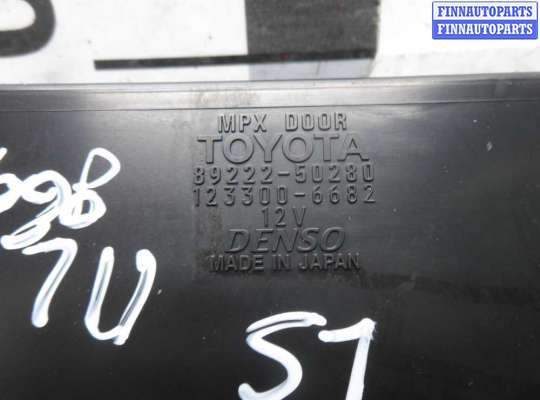 FINNAUTOPARTS
FINNAUTOPARTS
MPX DOOR
TOYOTA
89222-50280
123300-6682
12V
DENSO
MADE IN JAPAN
51